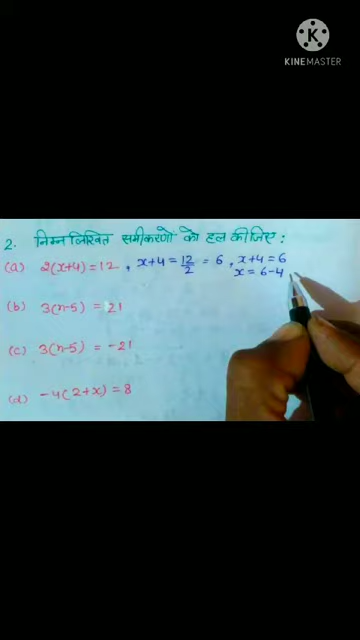 K
KINEMASTER
2. निम्न लिखित समीकरणो को हल कीजिए :
(a) 2(x+4) = 12 , x+4 = 12/2 = 6 , x+4 = 6
x = 6-4
(b) 3(n-5) = 21
(c) 3(n-5) = -21
(d) -4(2+x) = 8